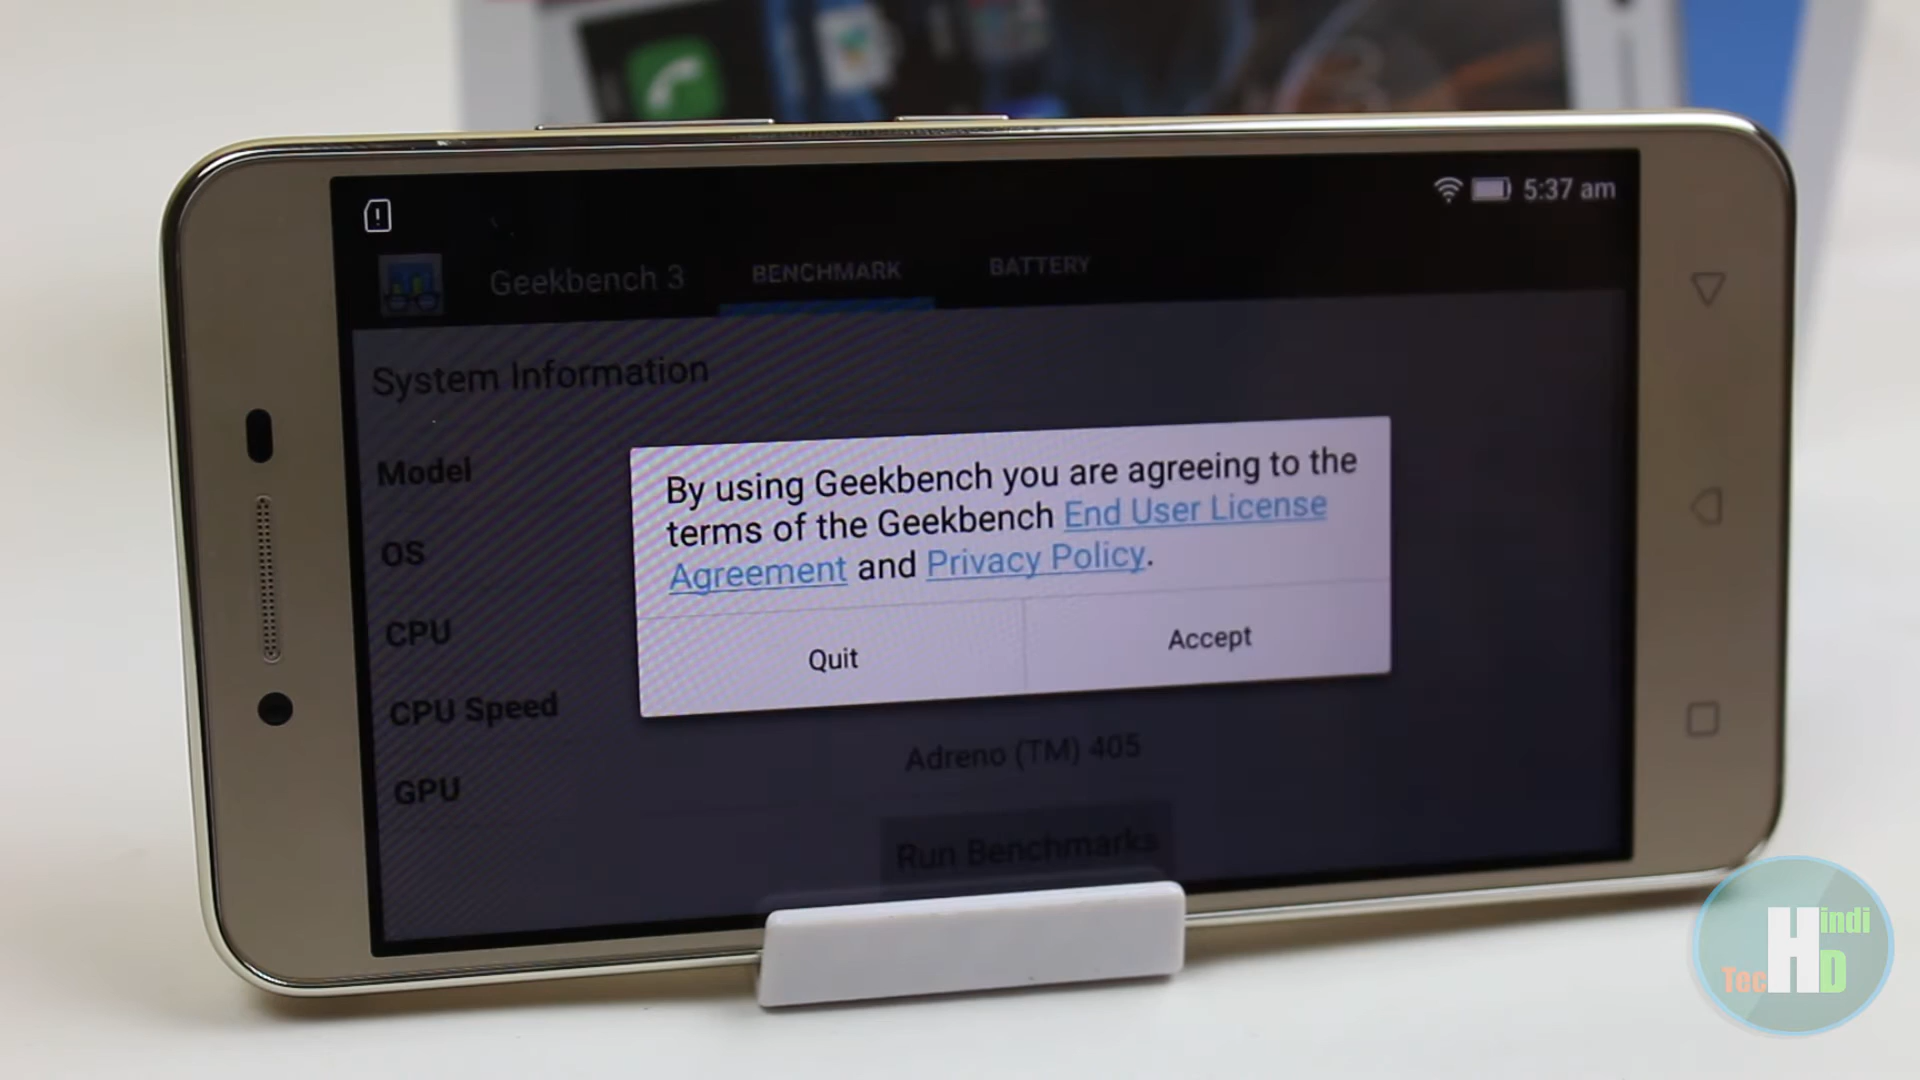 5:37 am
Geekbench 3
BENCHMARK
BATTERY
System Information
Model
OS
CPU
CPU Speed
GPU
Adreno (TM) 405
Run Benchmarks
By using Geekbench you are agreeing to the
terms of the Geekbench End User License
Agreement and Privacy Policy.
Quit
Accept
Hindi
TecHD